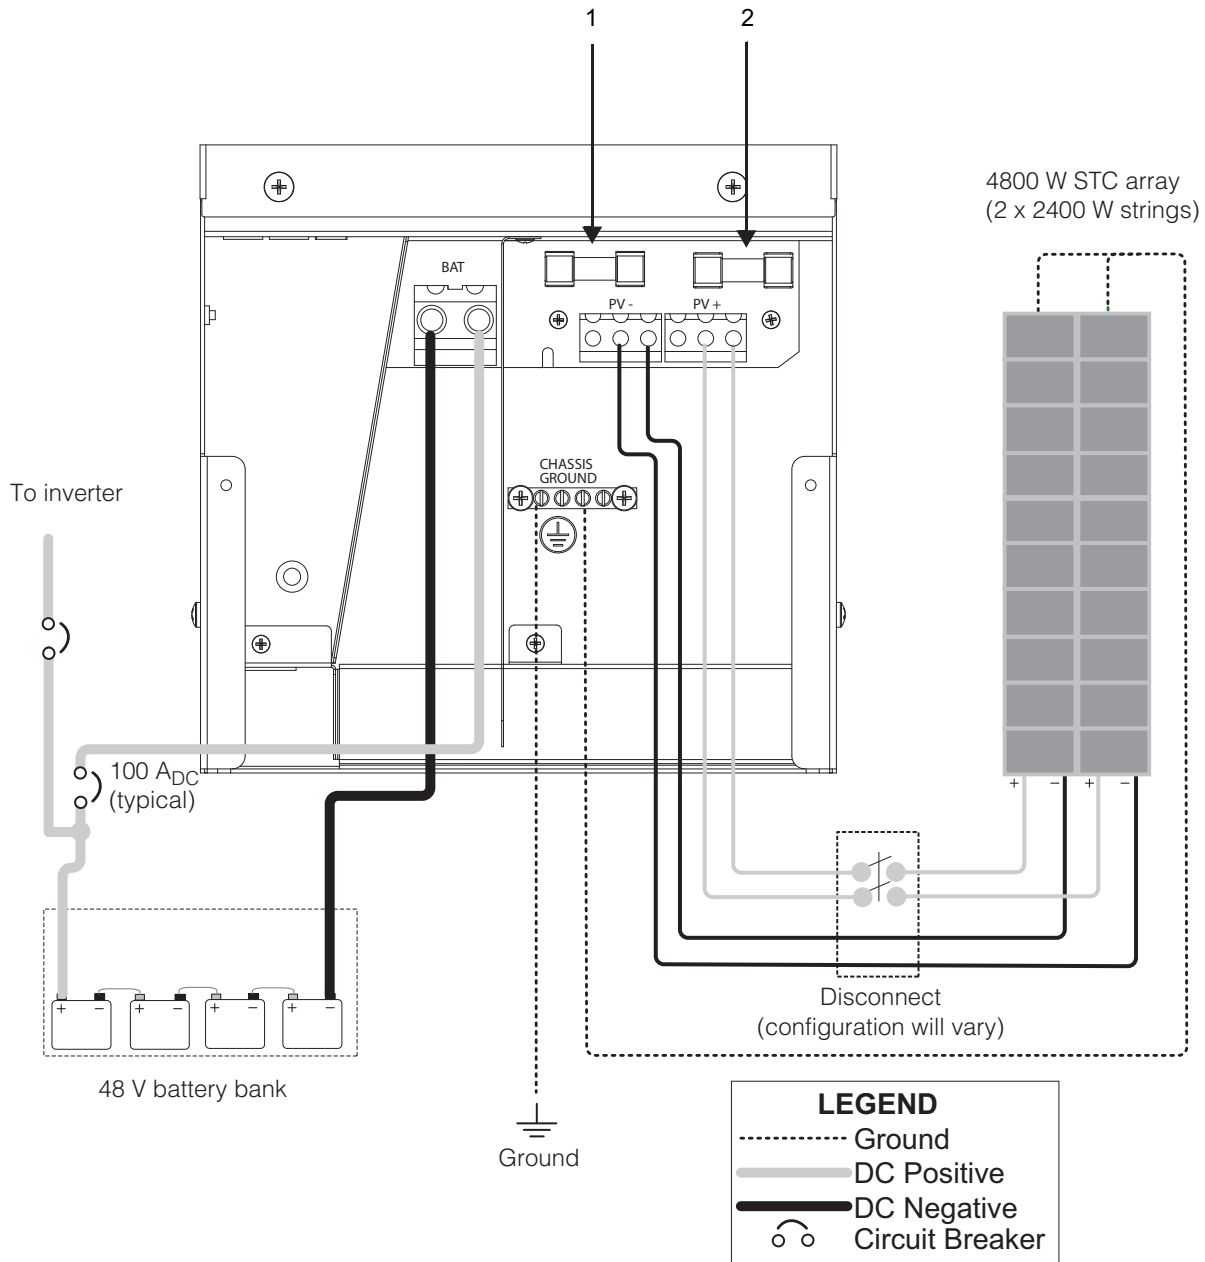 1
2
4800 W STC array
(2 x 2400 W strings)
BAT
PV -
PV +
CHASSIS
GROUND
To inverter
100 ADC
(typical)
+ - + -
Disconnect
(configuration will vary)
+ - + - + - + -
48 V battery bank
Ground
LEGEND
Ground
DC Positive
DC Negative
Circuit Breaker